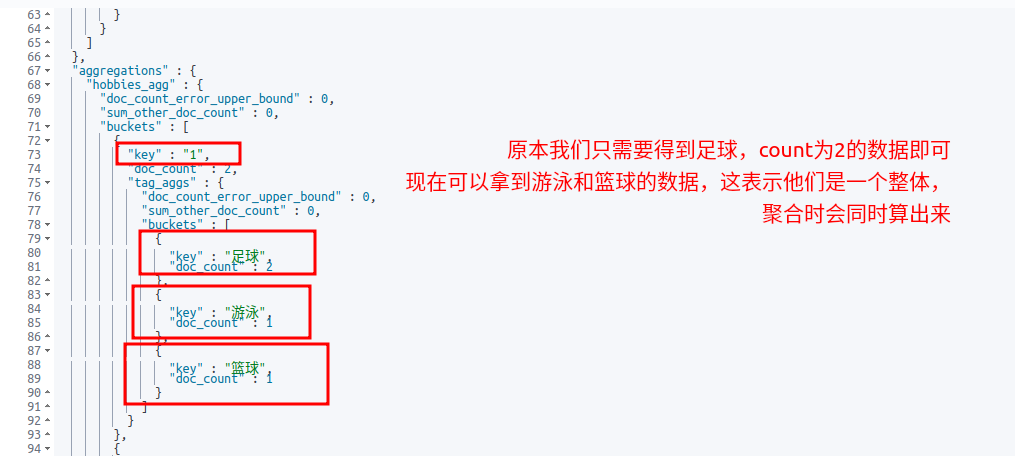 63 }
64 }
65 ]
66 },
67 "aggregations" : {
68 "hobbies_agg" : {
69 "doc_count_error_upper_bound" : 0,
70 "sum_other_doc_count" : 0,
71 "buckets" : [
72 {
73 "key" : "1",
74 "doc_count" : 2,
75 "tag_aggs" : {
76 "doc_count_error_upper_bound" : 0,
77 "sum_other_doc_count" : 0,
78 "buckets" : [
79 {
80 "key" : "足球",
81 "doc_count" : 2
82 },
83 {
84 "key" : "游泳",
85 "doc_count" : 1
86 },
87 {
88 "key" : "篮球",
89 "doc_count" : 1
90 }
91 ]
92 }
93 },
94 {
原本我们只需要得到足球，count为2的数据即可
现在可以拿到游泳和篮球的数据，这表示他们是一个整体，
聚合时会同时算出来